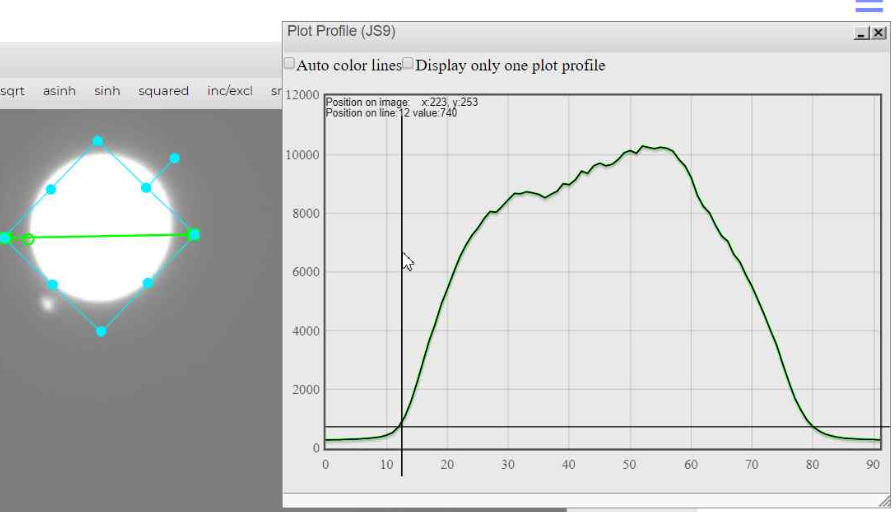 Plot Profile (JS9)
Auto color lines Display only one plot profile
sqrt asinh sinh squared inc/excl
Position on image: x:223, y:253
Position on line:12 value:740
12000
10000
8000
6000
4000
2000
0
0 10 20 30 40 50 60 70 80 90